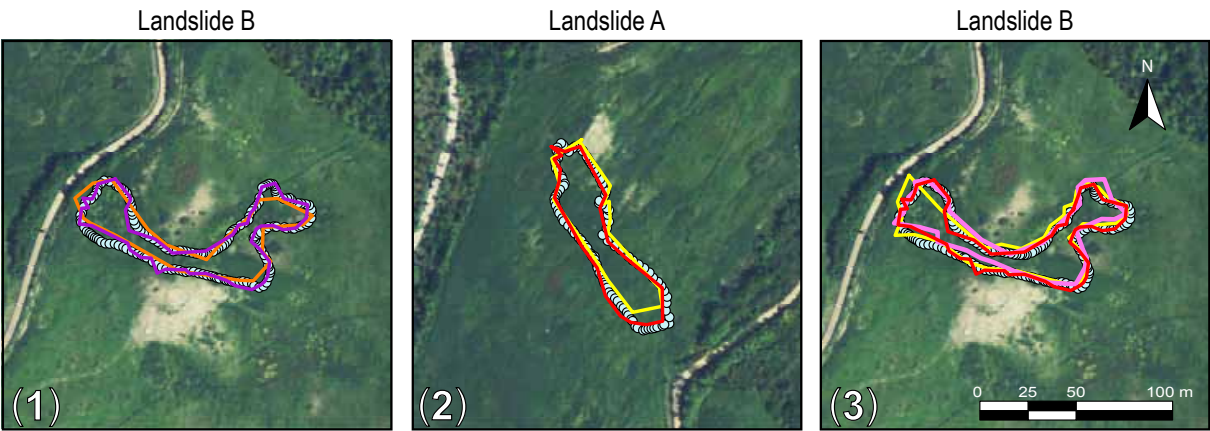 Landslide B
Landslide A
Landslide B
N
(1)
(2)
(3)
0 25 50 100 m